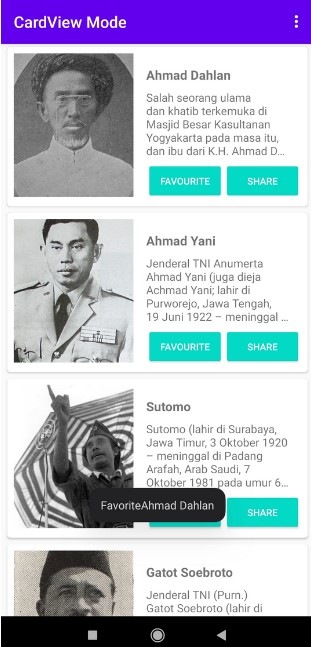 CardView Mode
Ahmad Dahlan
Salah seorang ulama
dan khatib terkemuka di
Masjid Besar Kasultanan
Yogyakarta pada masa itu,
dan ibu dari K.H. Ahmad D...
FAVOURITE
SHARE
Ahmad Yani
Jenderal TNI Anumerta
Ahmad Yani (juga dieja
Achmad Yani; lahir di
Purworejo, Jawa Tengah,
19 Juni 1922 – meninggal ...
FAVOURITE
SHARE
Sutomo
Sutomo (lahir di Surabaya,
Jawa Timur, 3 Oktober 1920
– meninggal di Padang
Arafah, Arab Saudi, 7
Oktober 1981 pada umur 6...
FavoriteAhmad Dahlan
SHARE
Gatot Soebroto
Jenderal TNI (Purn.)
Gatot Soebroto (lahir di